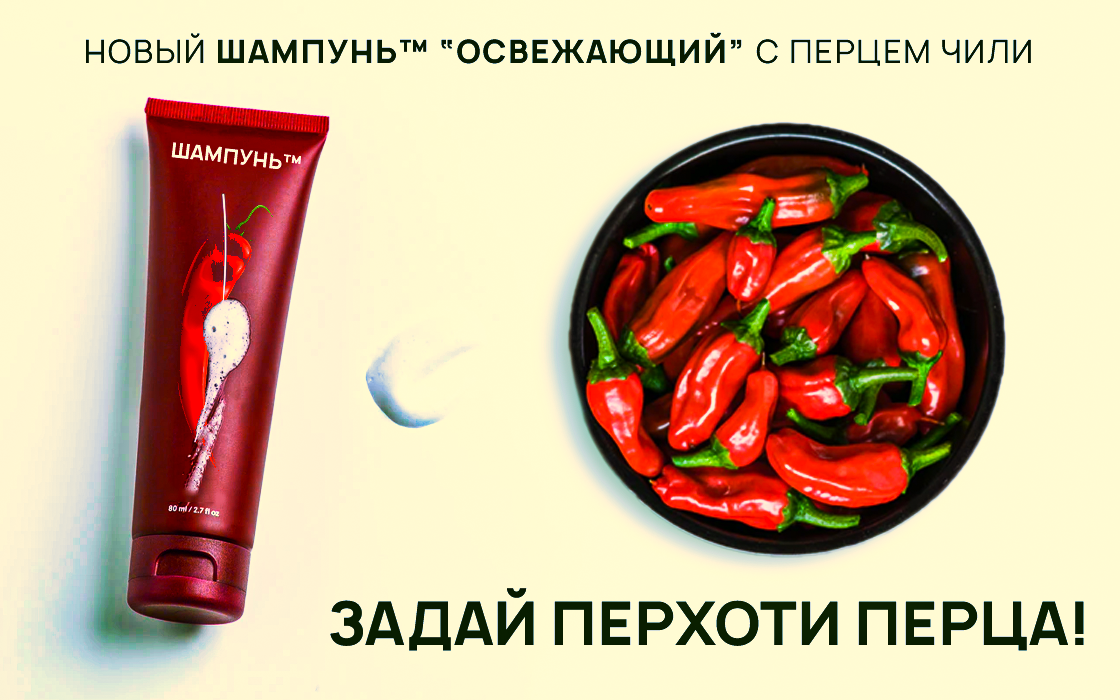 НОВЫЙ ШАМПУНЬ™ “ОСВЕЖАЮЩИЙ” С ПЕРЦЕМ ЧИЛИ
ШАМПУНЬ™
80 ml / 2.7 fl oz
ЗАДАЙ ПЕРХОТИ ПЕРЦА!